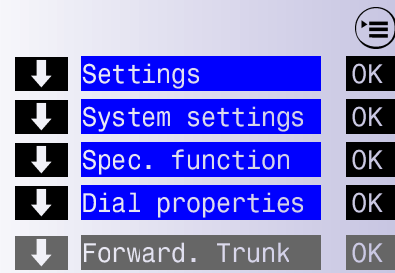 Settings OK
System settings OK
Spec. function OK
Dial properties OK
Forward. Trunk OK